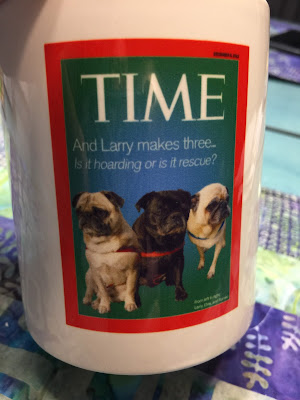 TIME
And Larry makes three...
Is it hoarding or is it rescue?